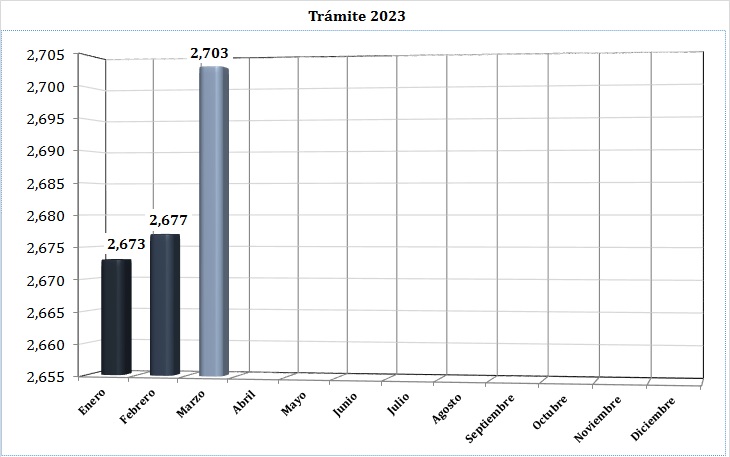 Trámite 2023
2,705
2,700
2,695
2,690
2,685
2,680
2,675
2,670
2,665
2,660
2,655
2,673
2,677
2,703
Enero
Febrero
Marzo
Abril
Mayo
Junio
Julio
Agosto
Septiembre
Octubre
Noviembre
Diciembre